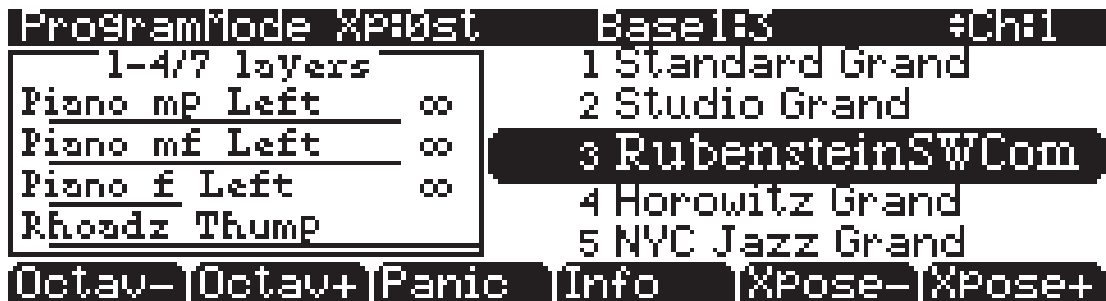 ProgramMode XP:0st Base1:3 Ch:1
1-4/7 layers
Piano mp Left ∞
Piano mf Left ∞
Piano f Left ∞
Rhoadz Thump
1 Standard Grand
2 Studio Grand
3 RubensteinSWCom
4 Horowitz Grand
5 NYC Jazz Grand
Octav- Octav+ Panic Info Xpose- Xpose+